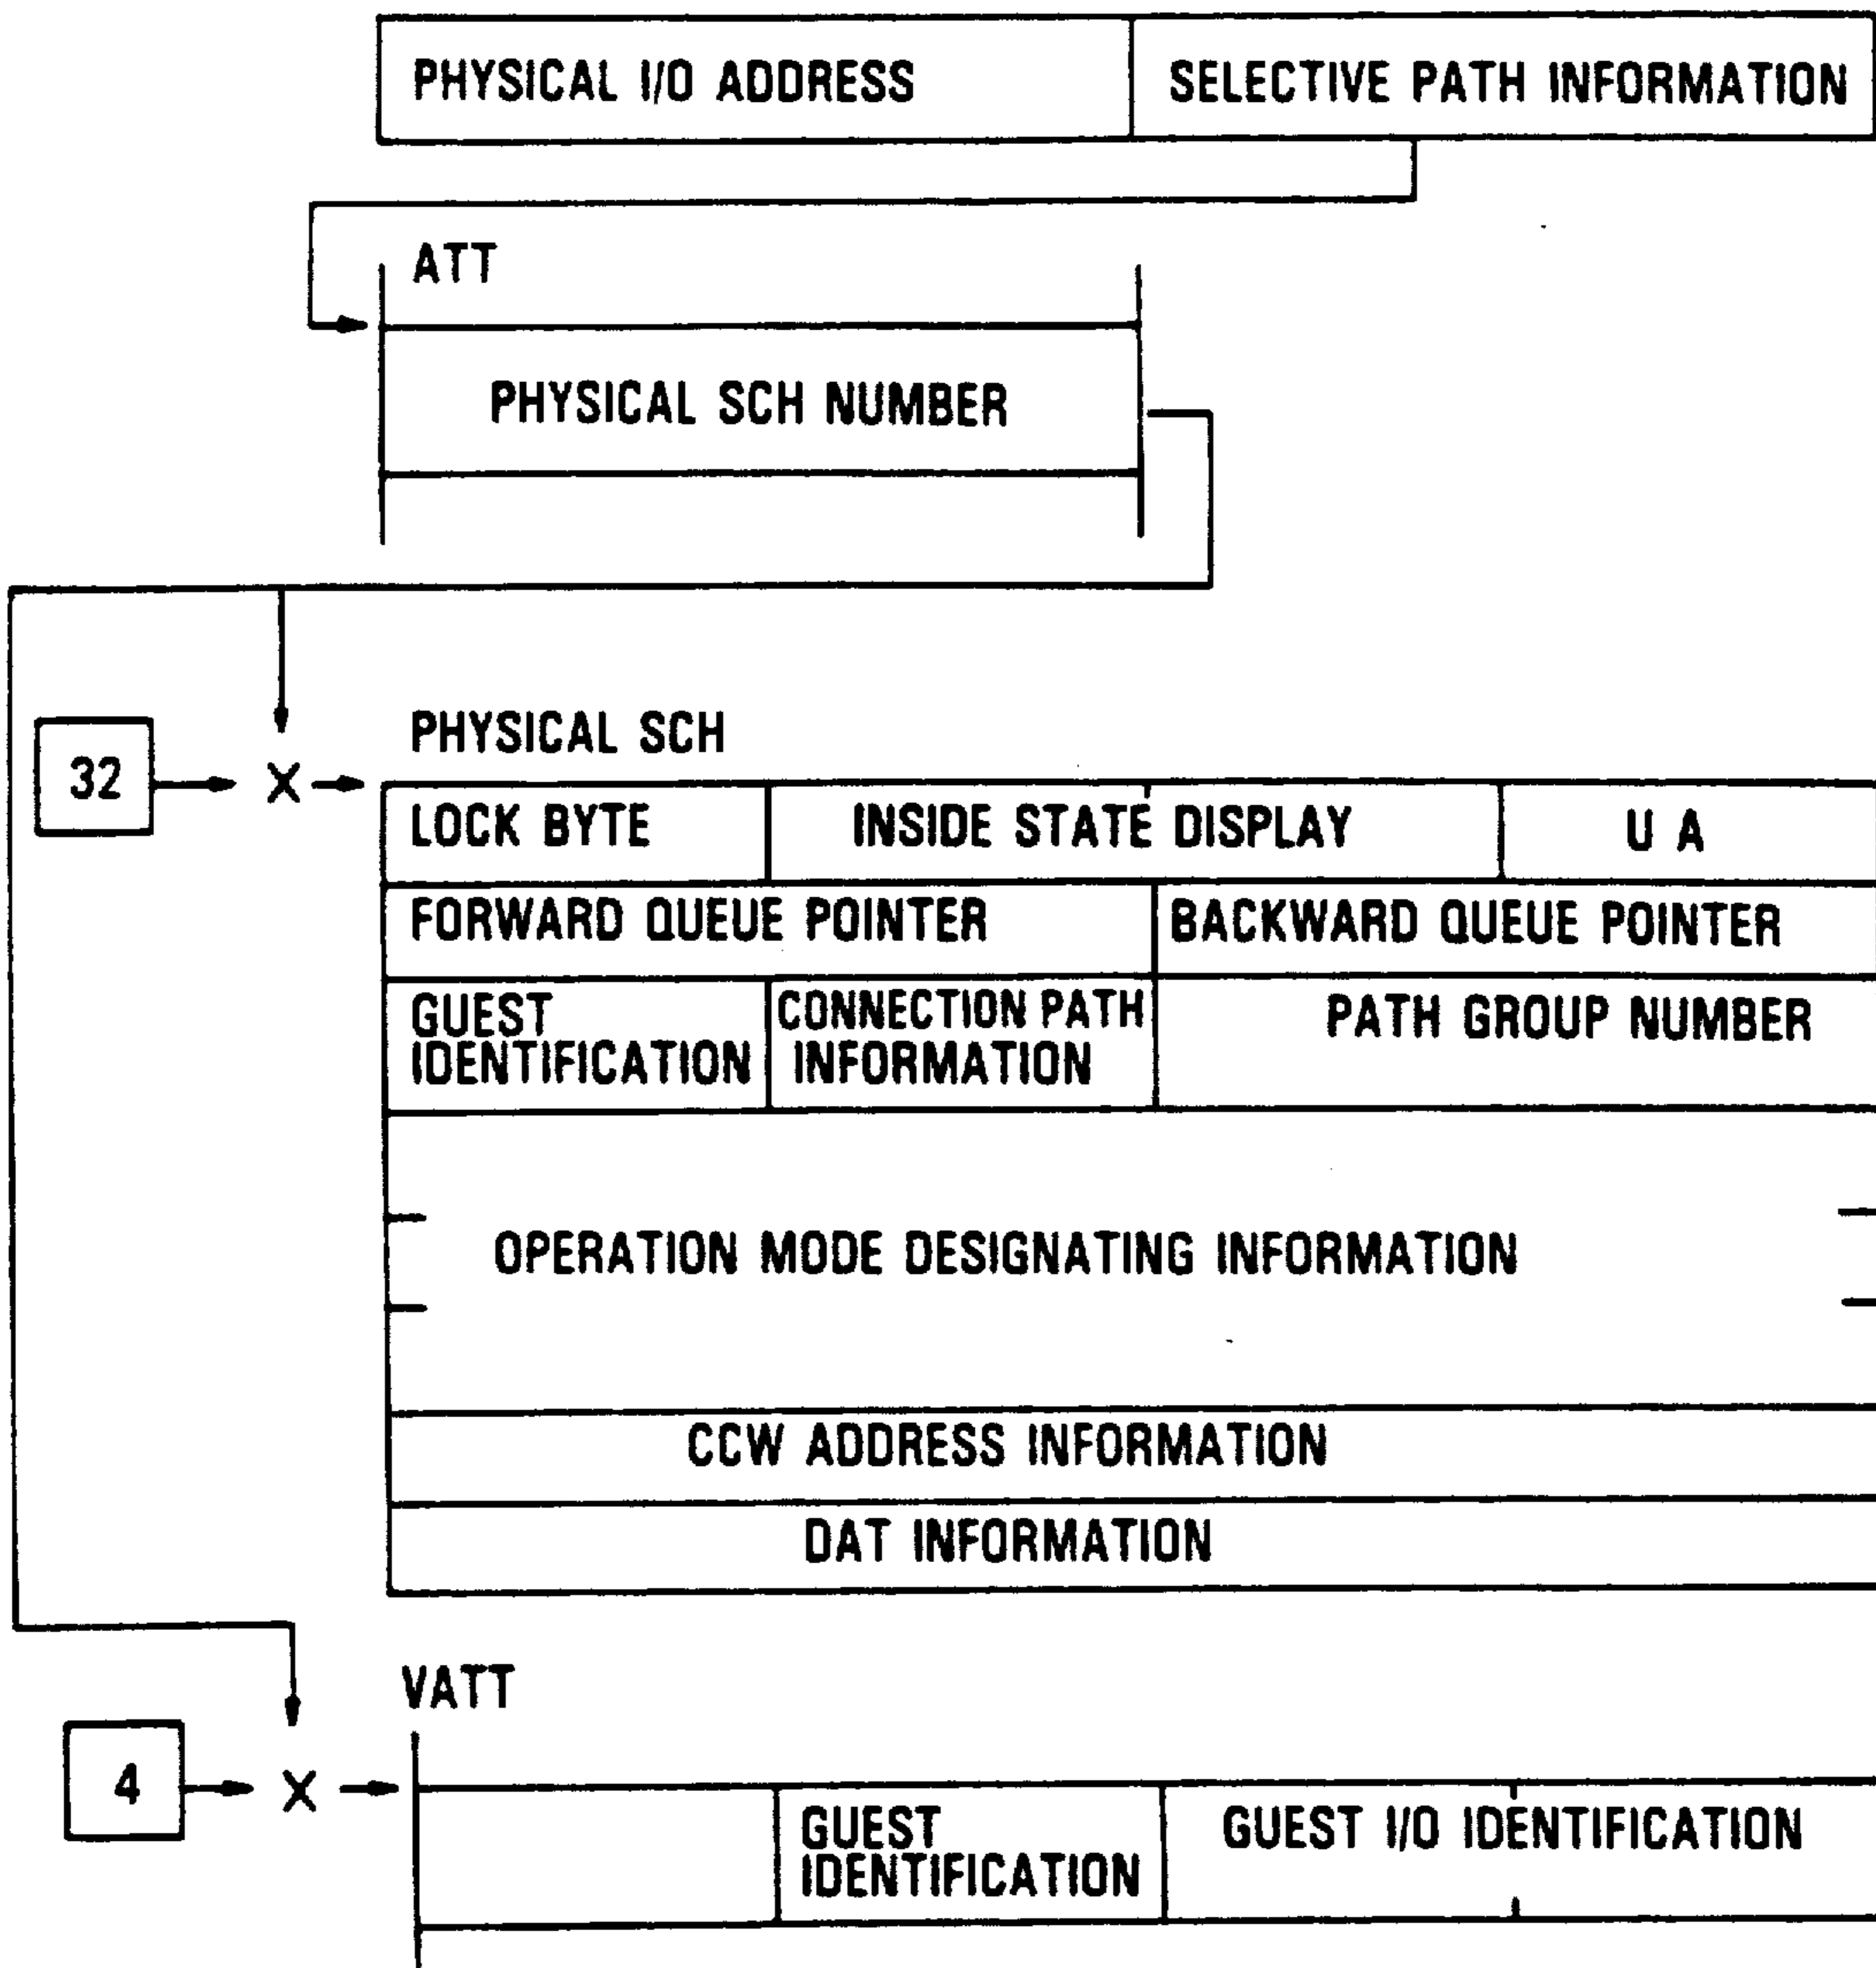 PHYSICAL I/O ADDRESS SELECTIVE PATH INFORMATION
ATT
PHYSICAL SCH NUMBER
32 X PHYSICAL SCH
LOCK BYTE INSIDE STATE DISPLAY U A
FORWARD QUEUE POINTER BACKWARD QUEUE POINTER
GUEST IDENTIFICATION CONNECTION PATH INFORMATION PATH GROUP NUMBER
OPERATION MODE DESIGNATING INFORMATION
CCW ADDRESS INFORMATION
DAT INFORMATION
VATT
4 X
GUEST IDENTIFICATION GUEST I/O IDENTIFICATION